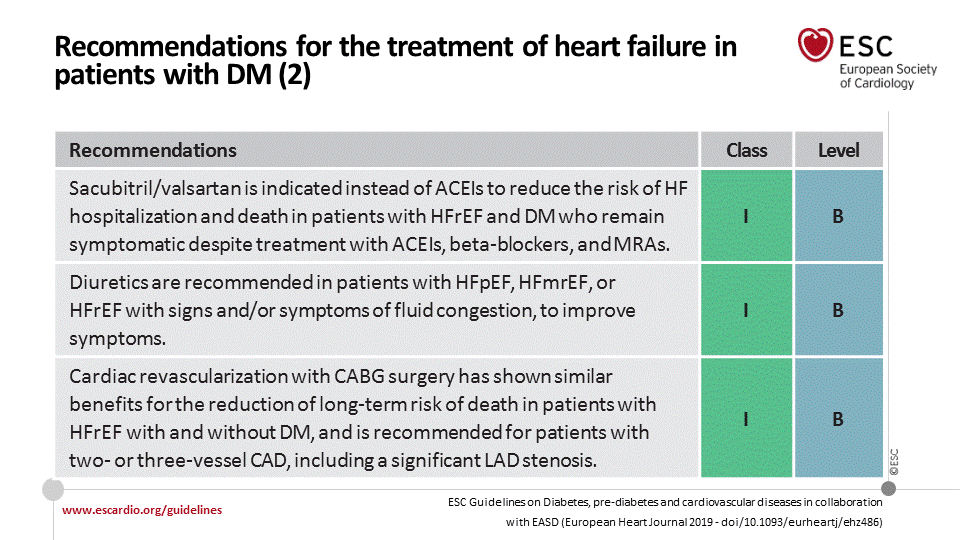 Recommendations for the treatment of heart failure in
patients with DM (2)
ESC
European Society
of Cardiology
Recommendations Class Level
Sacubitril/valsartan is indicated instead of ACEIs to reduce the risk of HF
hospitalization and death in patients with HFrEF and DM who remain
symptomatic despite treatment with ACEIs, beta-blockers, and MRAs.
I B
Diuretics are recommended in patients with HFpEF, HFmrEF, or
HFrEF with signs and/or symptoms of fluid congestion, to improve
symptoms.
I B
Cardiac revascularization with CABG surgery has shown similar
benefits for the reduction of long-term risk of death in patients with
HFrEF with and without DM, and is recommended for patients with
two- or three-vessel CAD, including a significant LAD stenosis.
I B
©ESC
www.escardio.org/guidelines
ESC Guidelines on Diabetes, pre-diabetes and cardiovascular diseases in collaboration
with EASD (European Heart Journal 2019 - doi/10.1093/eurheartj/ehz486)